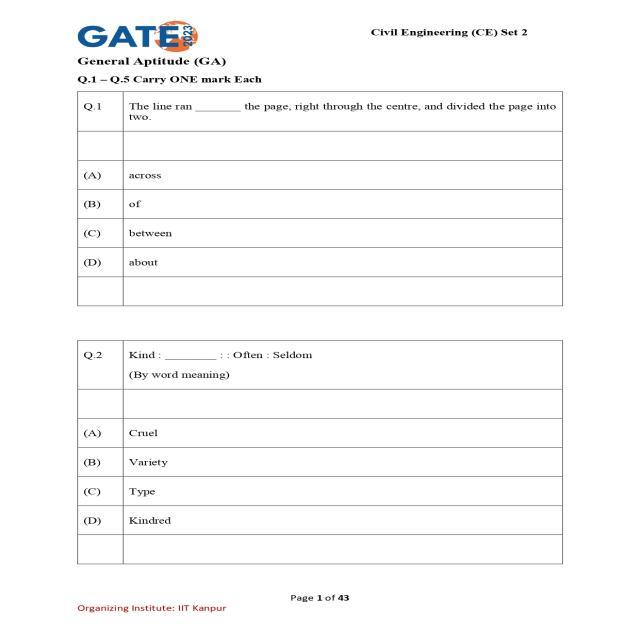 GATE 2023
Civil Engineering (CE) Set 2
General Aptitude (GA)
Q.1 – Q.5 Carry ONE mark Each
Q.1 The line ran ________ the page, right through the centre, and divided the page into
two.
(A) across
(B) of
(C) between
(D) about
Q.2 Kind : _________ : : Often : Seldom
(By word meaning)
(A) Cruel
(B) Variety
(C) Type
(D) Kindred
Page 1 of 43
Organizing Institute: IIT Kanpur